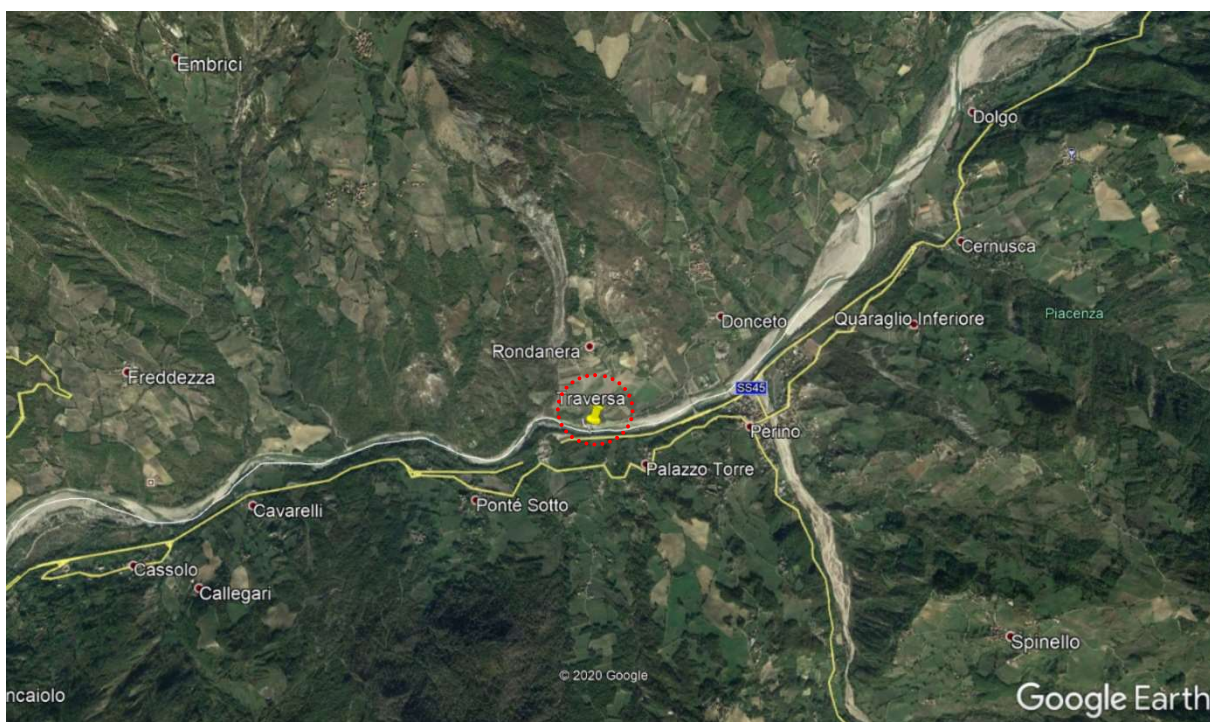 Embrici
Dolgo
Cernusca
Piacenza
Donceto
Quaraglio Inferiore
Rondanera
Freddezza
SS45
Traversa
Perino
Palazzo Torre
Ponté Sotto
Cavarelli
Cassolo
Callegari
Spinello
© 2020 Google
ncaiolo
Google Earth